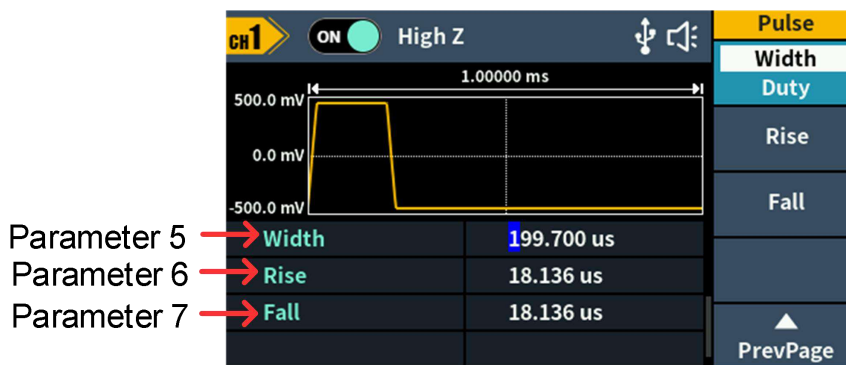 CH1 ON High Z
Pulse
Width
Duty
Rise
Fall
PrevPage
1.00000 ms
500.0 mV
0.0 mV
-500.0 mV
Parameter 5 Width 199.700 us
Parameter 6 Rise 18.136 us
Parameter 7 Fall 18.136 us